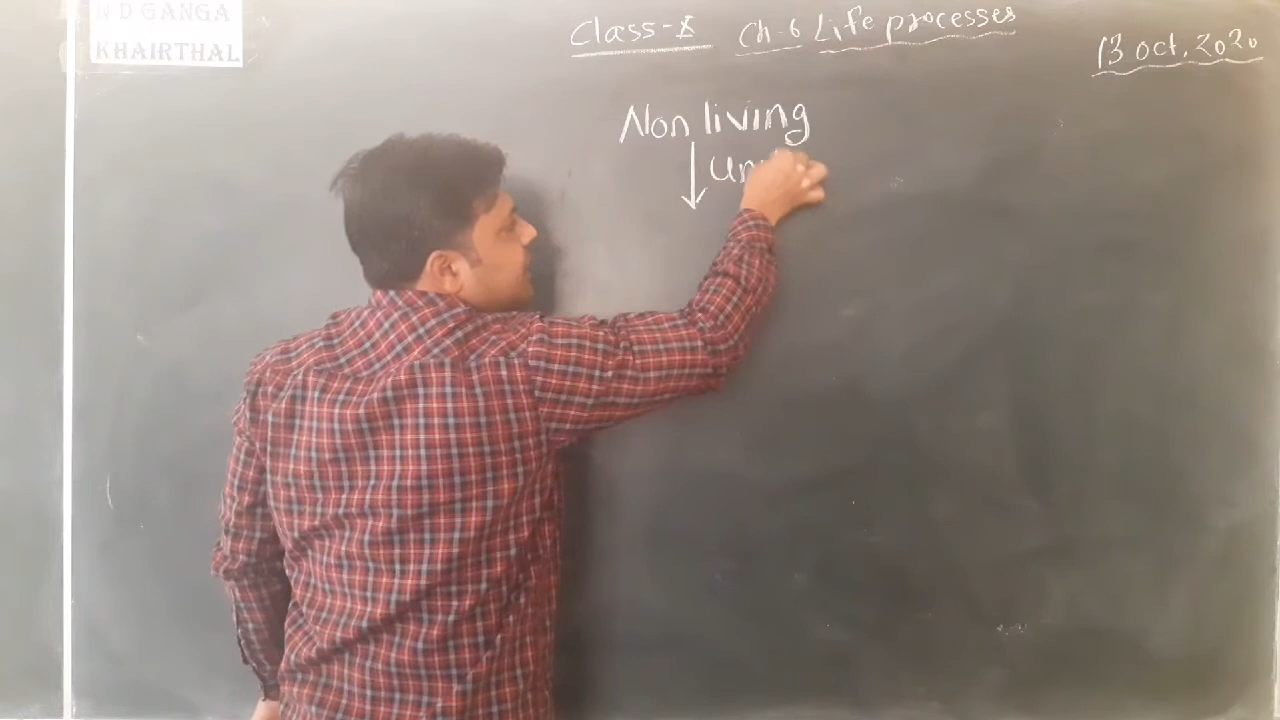 N D GANGA
KHAIRTHAL
Class-X Ch-6 Life processes
13 oct. 2020
Non living